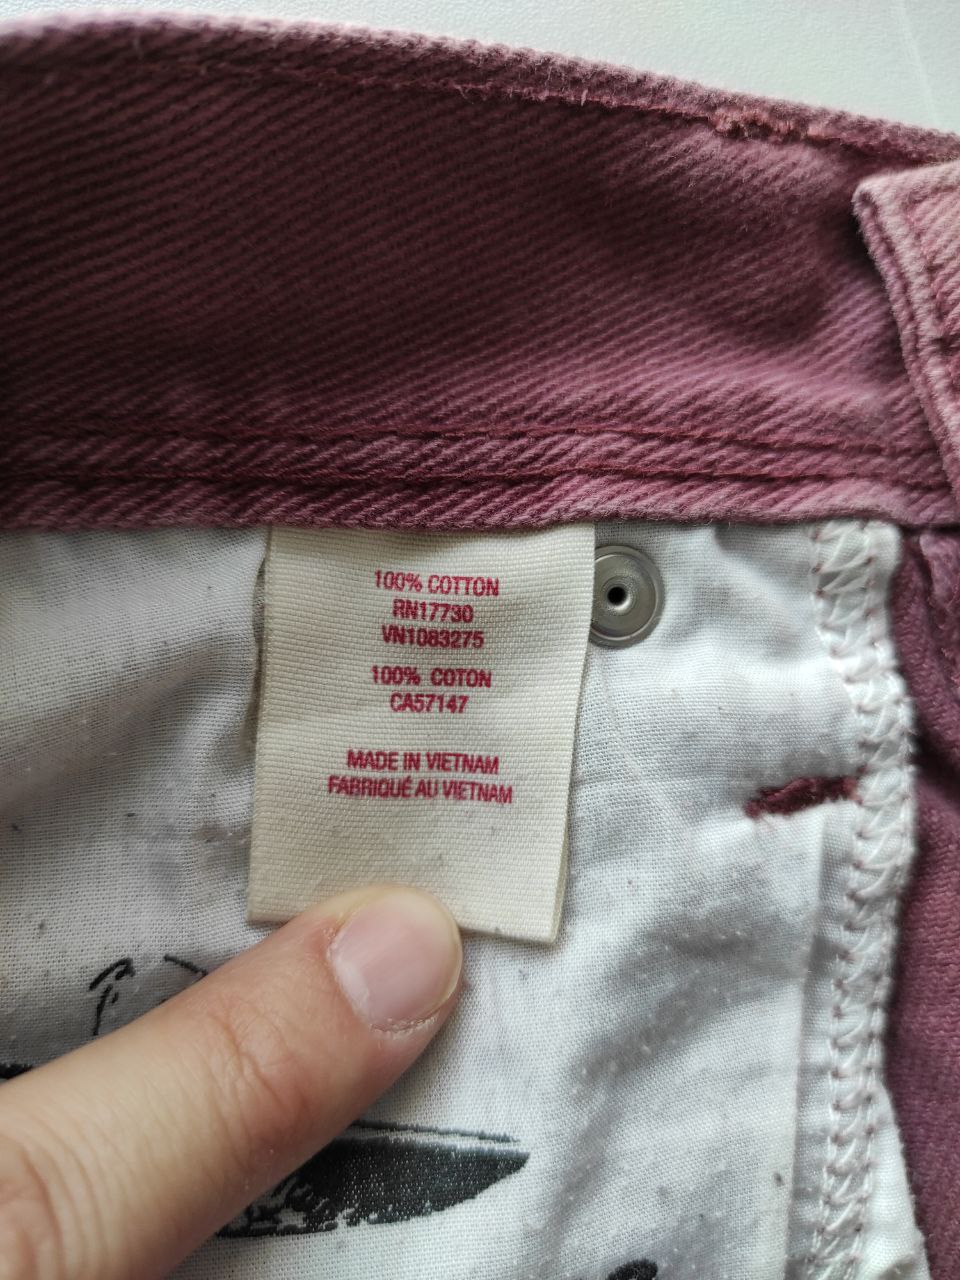 100% COTTON
RN17730
VN1083275
100% COTON
CA57147
MADE IN VIETNAM
FABRIQUÉ AU VIETNAM